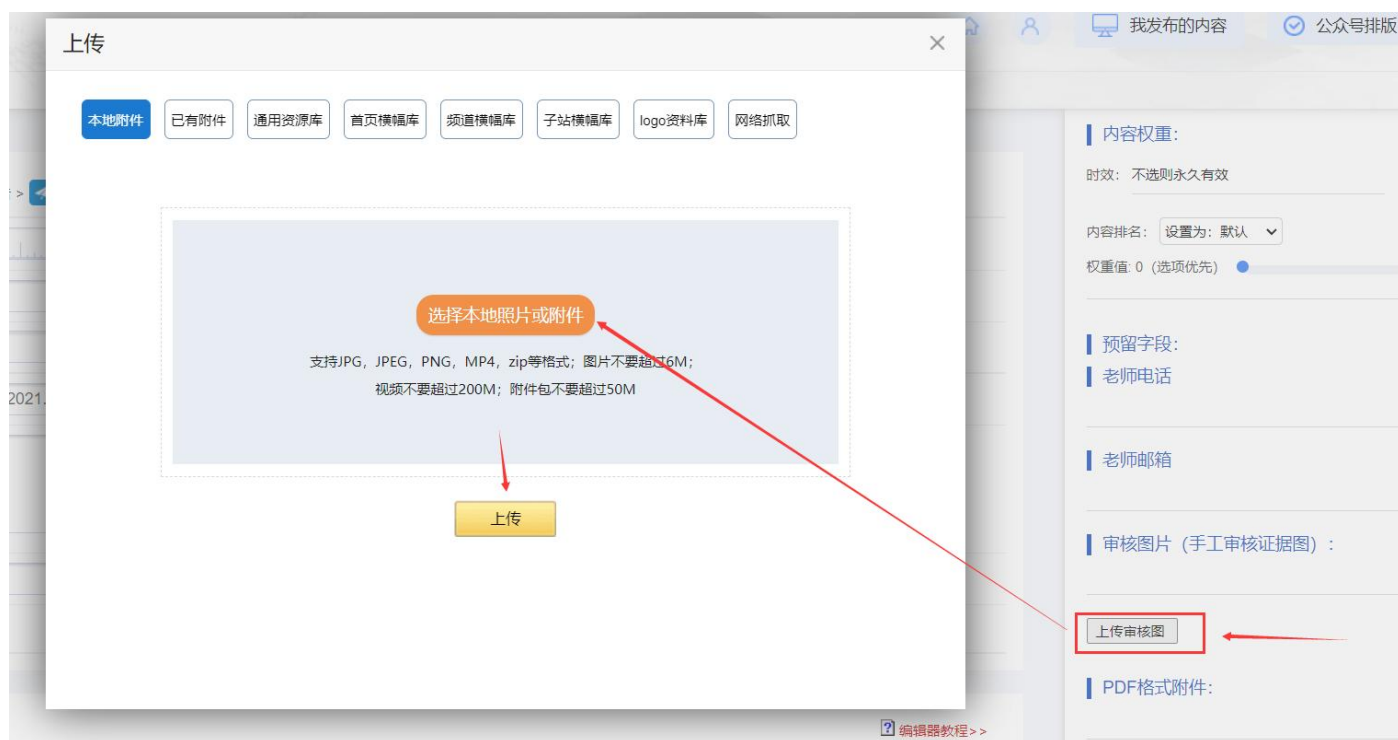 上传
我发布的内容
公众号排版
本地附件
已有附件
通用资源库
首页横幅库
频道横幅库
子站横幅库
logo资料库
网络抓取
选择本地照片或附件
支持JPG, JPEG, PNG, MP4, zip等格式; 图片不要超过6M;
视频不要超过200M; 附件包不要超过50M
上传
>
2021.
内容权重:
时效: 不选则永久有效
内容排名: 设置为: 默认
权重值: 0 (选项优先)
预留字段:
老师电话
老师邮箱
审核图片 (手工审核证据图) :
上传审核图
PDF格式附件:
编辑器教程>>